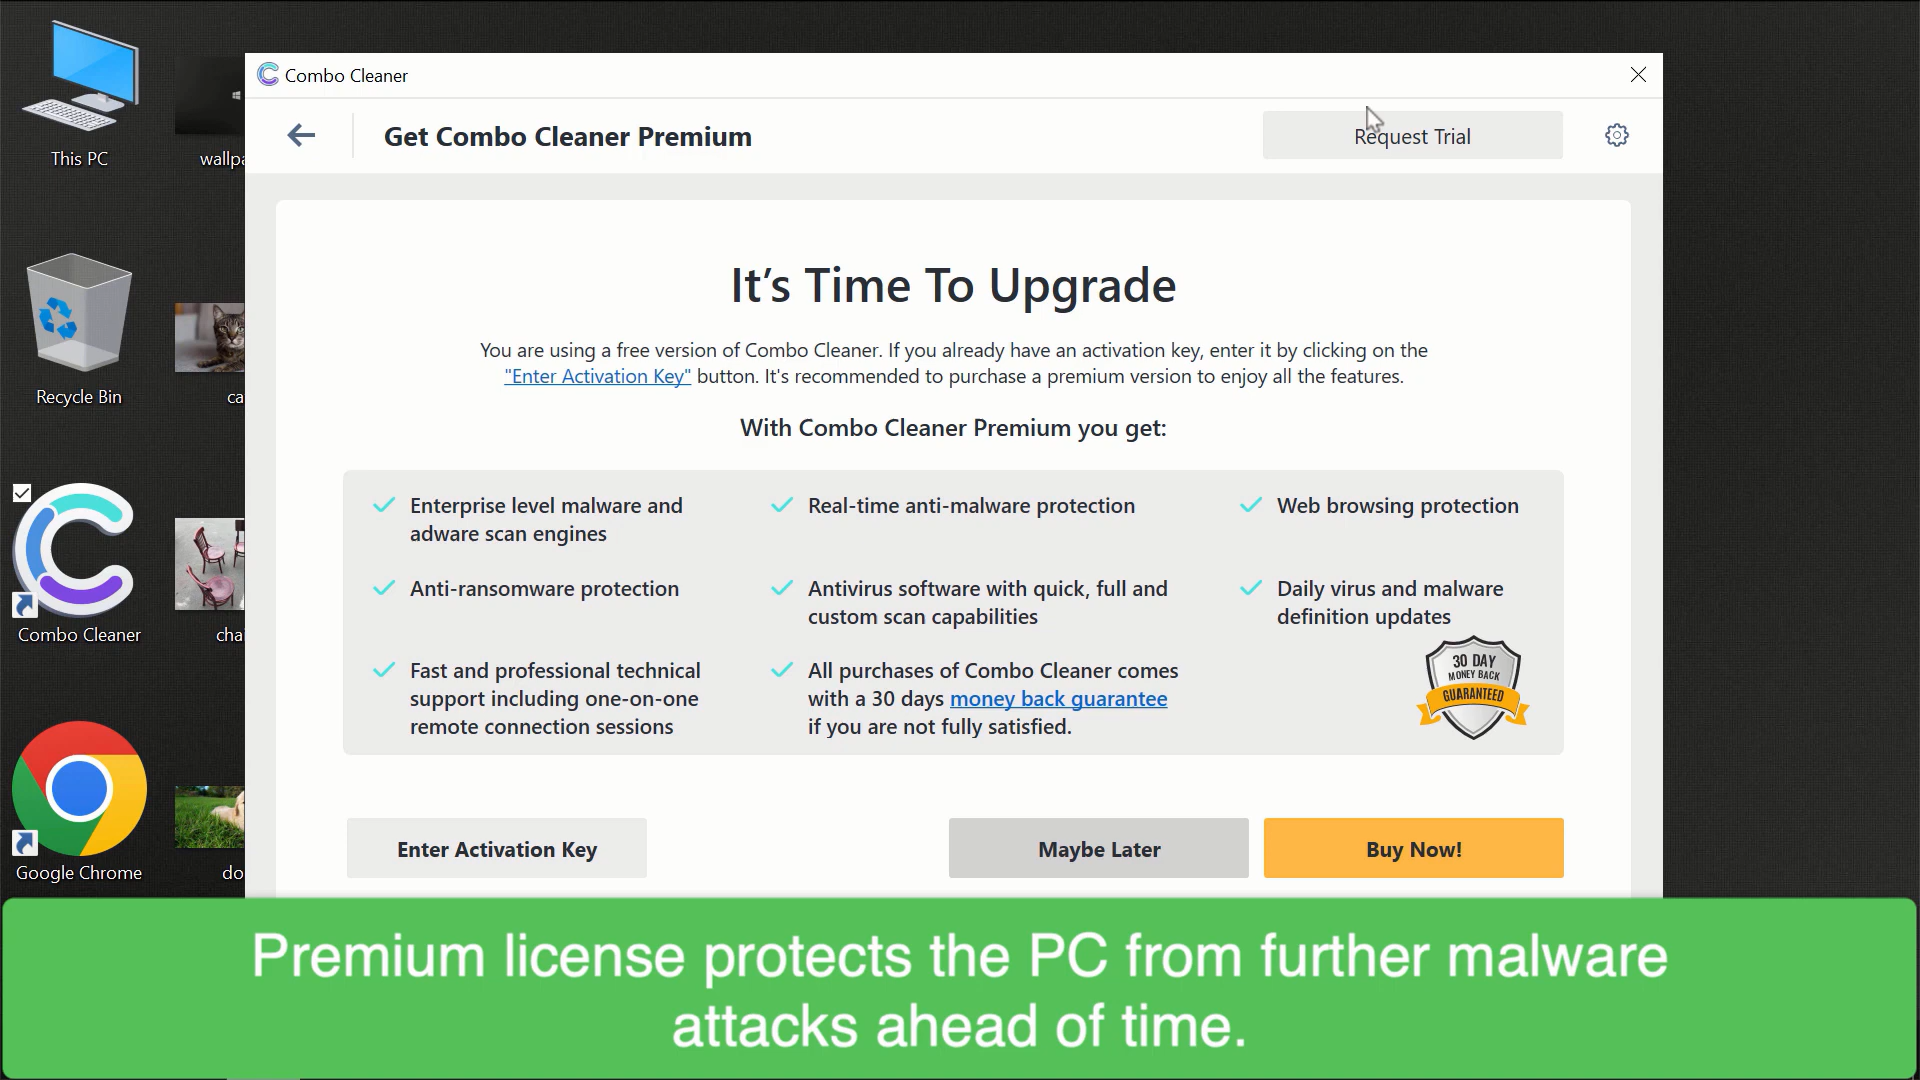 Combo Cleaner
Get Combo Cleaner Premium
Request Trial
It’s Time To Upgrade
You are using a free version of Combo Cleaner. If you already have an activation key, enter it by clicking on the
"Enter Activation Key" button. It's recommended to purchase a premium version to enjoy all the features.
With Combo Cleaner Premium you get:
Enterprise level malware and
adware scan engines
Real-time anti-malware protection
Web browsing protection
Anti-ransomware protection
Antivirus software with quick, full and
custom scan capabilities
Daily virus and malware
definition updates
Fast and professional technical
support including one-on-one
remote connection sessions
All purchases of Combo Cleaner comes
with a 30 days money back guarantee
if you are not fully satisfied.
30 DAY
MONEY BACK
GUARANTEED
Enter Activation Key
Maybe Later
Buy Now!
This PC
wallpa
Recycle Bin
ca
Combo Cleaner
chai
Google Chrome
do
Premium license protects the PC from further malware
attacks ahead of time.